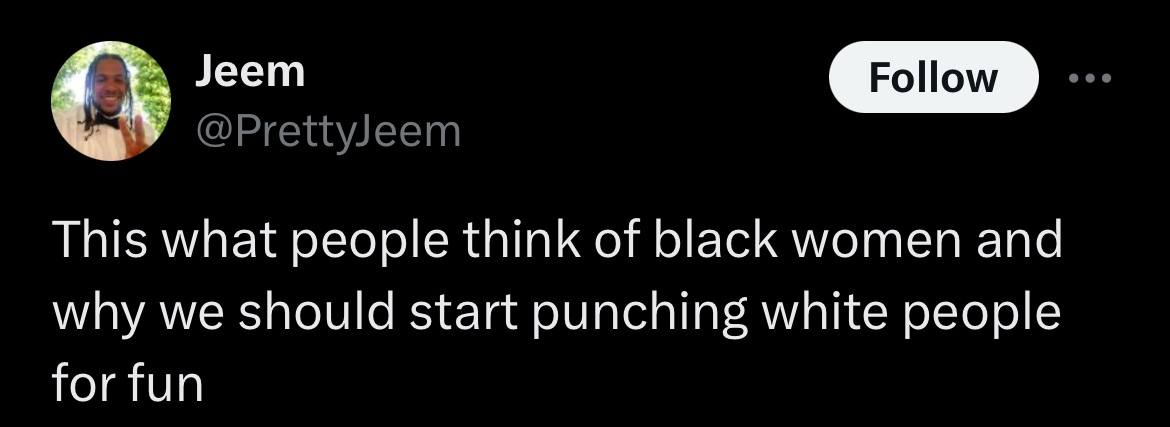 Jeem
@PrettyJeem
Follow
This what people think of black women and
why we should start punching white people
for fun